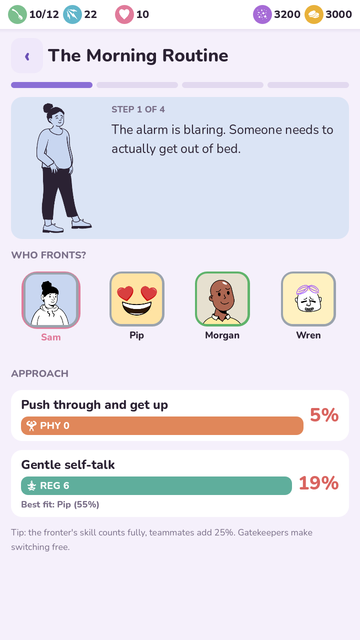 10/12 22 10 3200 3000
The Morning Routine
STEP 1 OF 4
The alarm is blaring. Someone needs to
actually get out of bed.
WHO FRONTS?
Sam Pip Morgan Wren
APPROACH
Push through and get up
PHY 0 5%
Gentle self-talk
REG 6 19%
Best fit: Pip (55%)
Tip: the fronter's skill counts fully, teammates add 25%. Gatekeepers make
switching free.